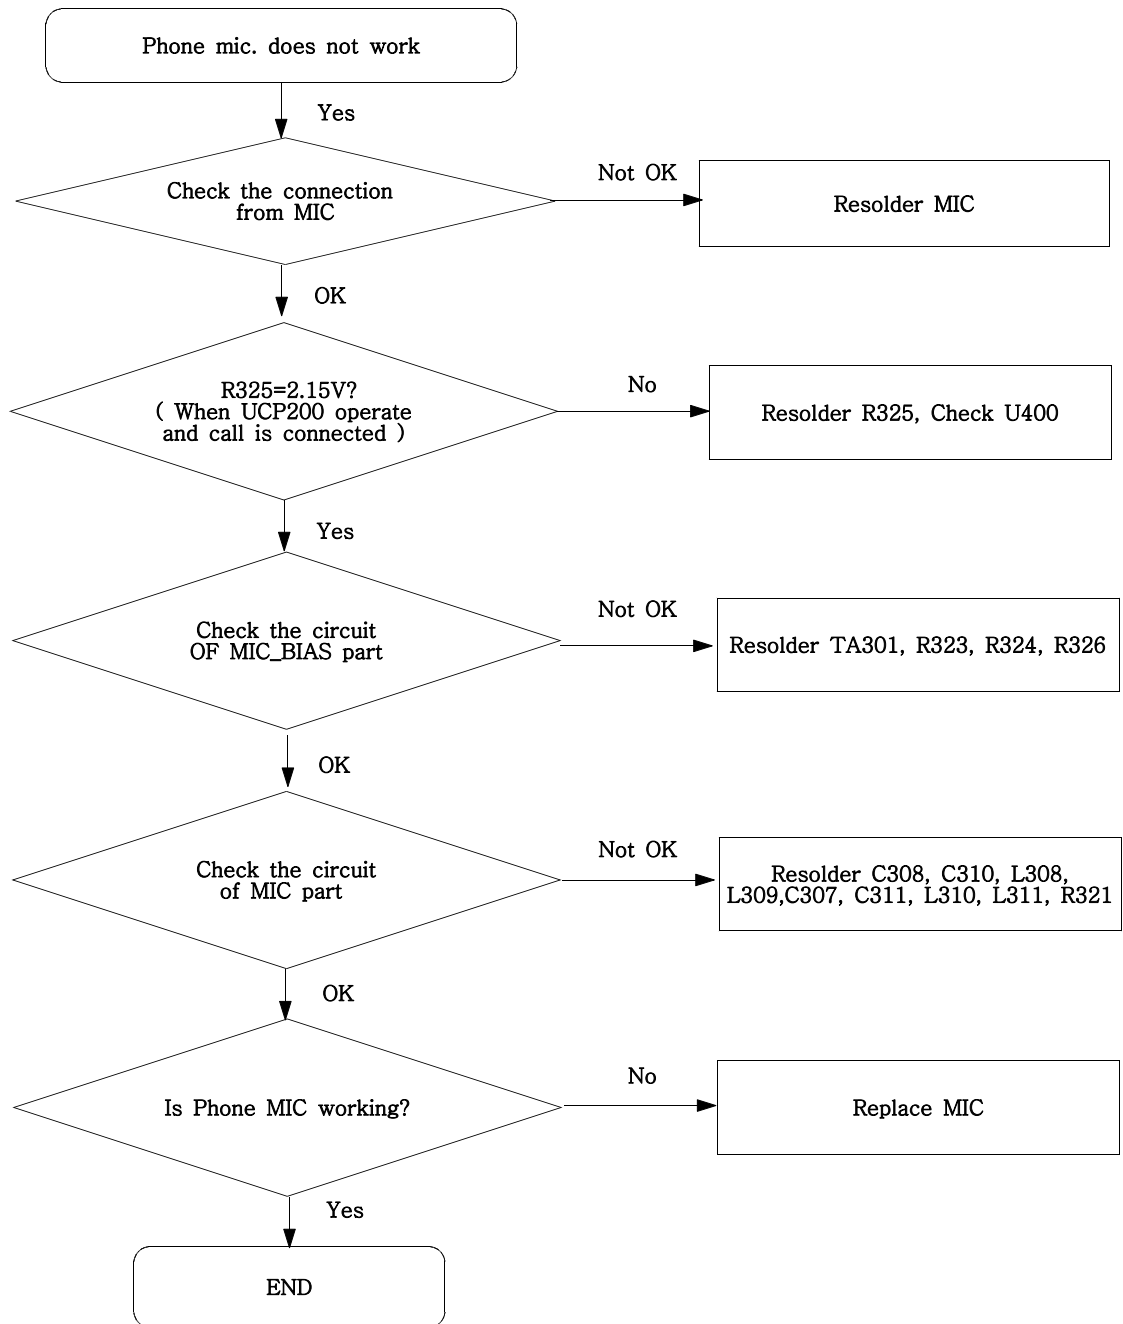 Phone mic. does not work
Yes
Check the connection
from MIC
Not OK
Resolder MIC
OK
R325=2.15V?
( When UCP200 operate
and call is connected )
No
Resolder R325, Check U400
Yes
Check the circuit
OF MIC_BIAS part
Not OK
Resolder TA301, R323, R324, R326
OK
Check the circuit
of MIC part
Not OK
Resolder C308, C310, L308,
L309,C307, C311, L310, L311, R321
OK
Is Phone MIC working?
No
Replace MIC
Yes
END